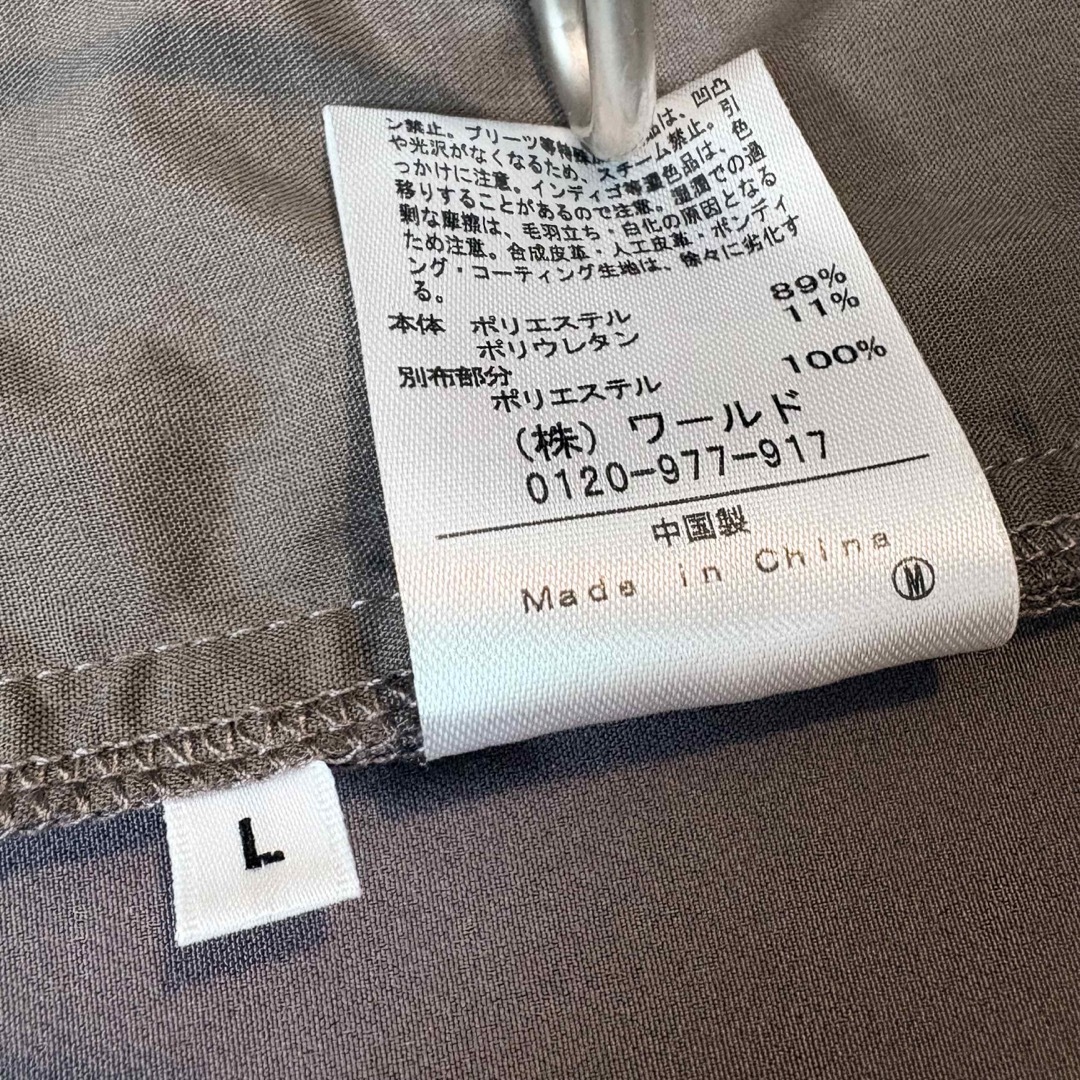 ン禁止。プリーツ等特殊 品は、凹凸
や光沢がなくなるため、スチーム禁止。引
っかけに注意。インディゴ等濃色品は、色
移りすることがあるので注意。湿潤での過
剰な摩擦は、毛羽立ち・白化の原因となる
ため注意。合成皮革・人工皮革、ボンディ
ング・コーティング生地は、徐々に劣化す
る。
本体 ポリエステル 89%
ポリウレタン 11%
別布部分
ポリエステル 100%
(株) ワールド
0120-977-917
中国製
Made in China
M
L